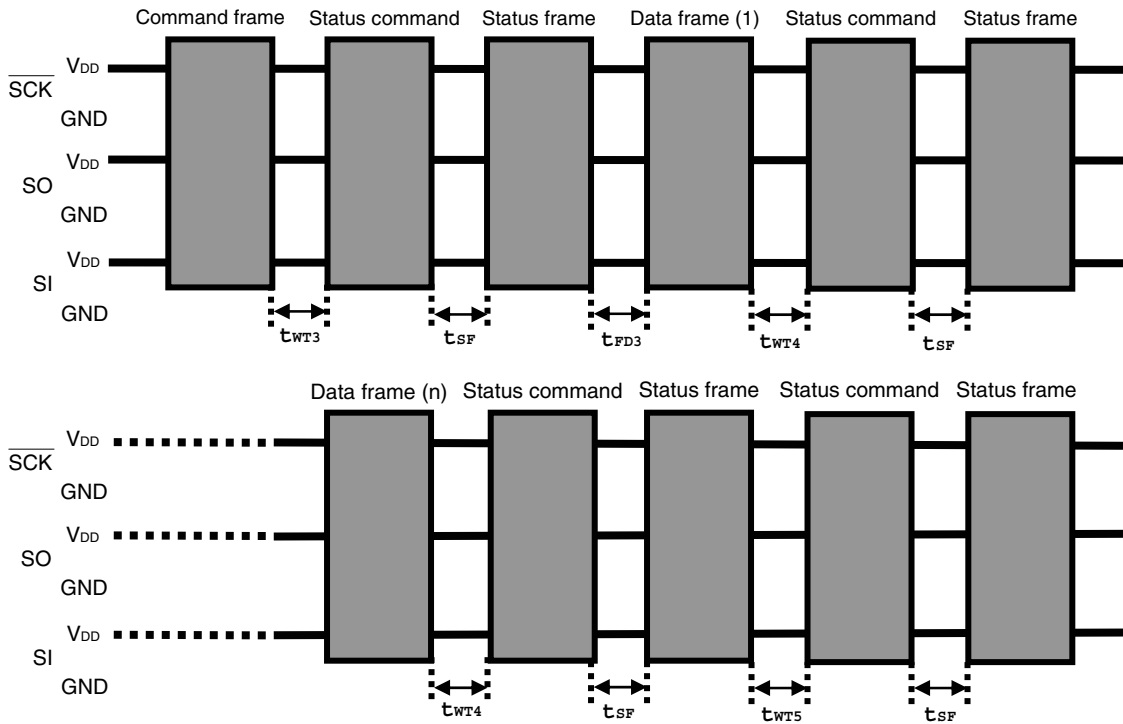 Command frame Status command Status frame Data frame (1) Status command Status frame
SCK VDD
GND
SO VDD
GND
SI VDD
GND
tWT3 tSF tFD3 tWT4 tSF
Data frame (n) Status command Status frame Status command Status frame
SCK VDD
GND
SO VDD
GND
SI VDD
GND
tWT4 tSF tWT5 tSF